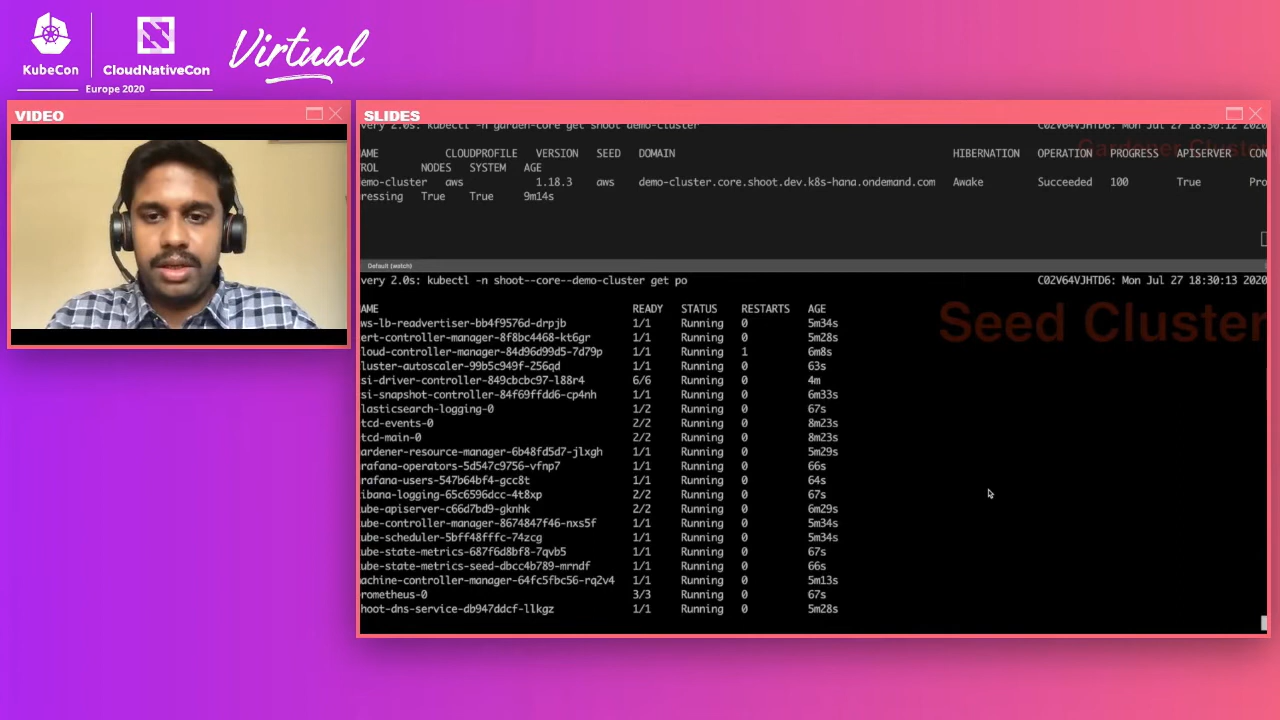 KubeCon CloudNativeCon Virtual
Europe 2020
VIDEO
SLIDES
very 2.0s: kubectl -n garden-core get shoot demo-cluster C02V64VJHTD6: Mon Jul 27 18:30:12 2020
Gardener Cluster
AME CLOUDPROFILE VERSION SEED DOMAIN HIBERNATION OPERATION PROGRESS APISERVER CON
ROL NODES SYSTEM AGE
emo-cluster aws 1.18.3 aws demo-cluster.core.shoot.dev.k8s-hana.ondemand.com Awake Succeeded 100 True Pro
ressing True True 9m14s
Default (watch)
very 2.0s: kubectl -n shoot--core--demo-cluster get po C02V64VJHTD6: Mon Jul 27 18:30:13 2020
Seed Cluster
AME READY STATUS RESTARTS AGE
ws-lb-readvertiser-bb4f9576d-drpjb 1/1 Running 0 5m34s
ert-controller-manager-8f8bc4468-kt6gr 1/1 Running 0 5m28s
loud-controller-manager-84d96d99d5-7d79p 1/1 Running 1 6m8s
luster-autoscaler-99b5c949f-256qd 1/1 Running 0 63s
si-driver-controller-849cbcbc97-l88r4 6/6 Running 0 4m
si-snapshot-controller-84f69ffdd6-cp4nh 1/1 Running 0 6m33s
lasticsearch-logging-0 1/2 Running 0 67s
tcd-events-0 2/2 Running 0 8m23s
tcd-main-0 2/2 Running 0 8m23s
ardener-resource-manager-6b48fd5d7-jlxgh 1/1 Running 0 5m29s
rafana-operators-5d547c9756-vfnp7 1/1 Running 0 66s
rafana-users-547b64bf4-gcc8t 1/1 Running 0 64s
ibana-logging-65c6596dcc-4t8xp 2/2 Running 0 67s
ube-apiserver-c66d7bd9-gknhk 2/2 Running 0 6m29s
ube-controller-manager-8674847f46-nxs5f 1/1 Running 0 5m34s
ube-scheduler-5bff48fffc-74zcg 1/1 Running 0 5m34s
ube-state-metrics-687f6d8bf8-7qvb5 1/1 Running 0 67s
ube-state-metrics-seed-dbcc4b789-mrndf 1/1 Running 0 66s
achine-controller-manager-64fc5fbc56-rq2v4 1/1 Running 0 5m13s
rometheus-0 3/3 Running 0 67s
hoot-dns-service-db947ddcf-llkgz 1/1 Running 0 5m28s